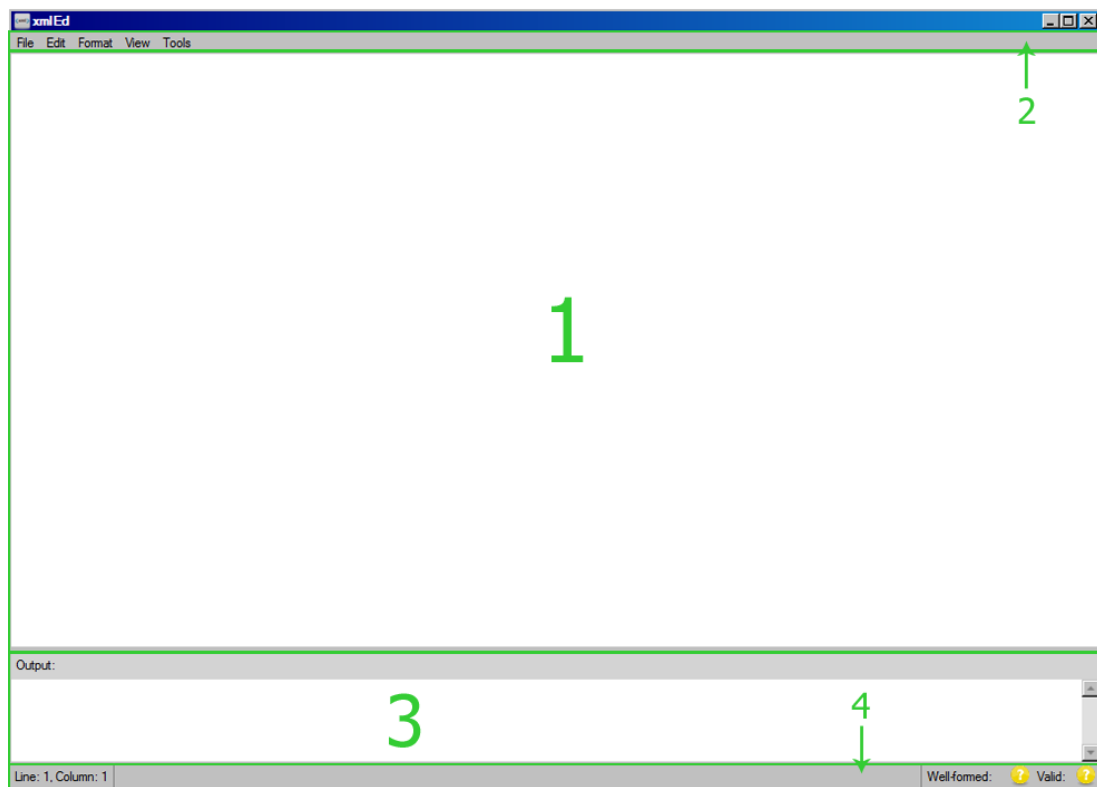 xmlEd
File Edit Format View Tools
2
1
Output:
3
4
Line: 1, Column: 1 Well-formed: ? Valid: ?